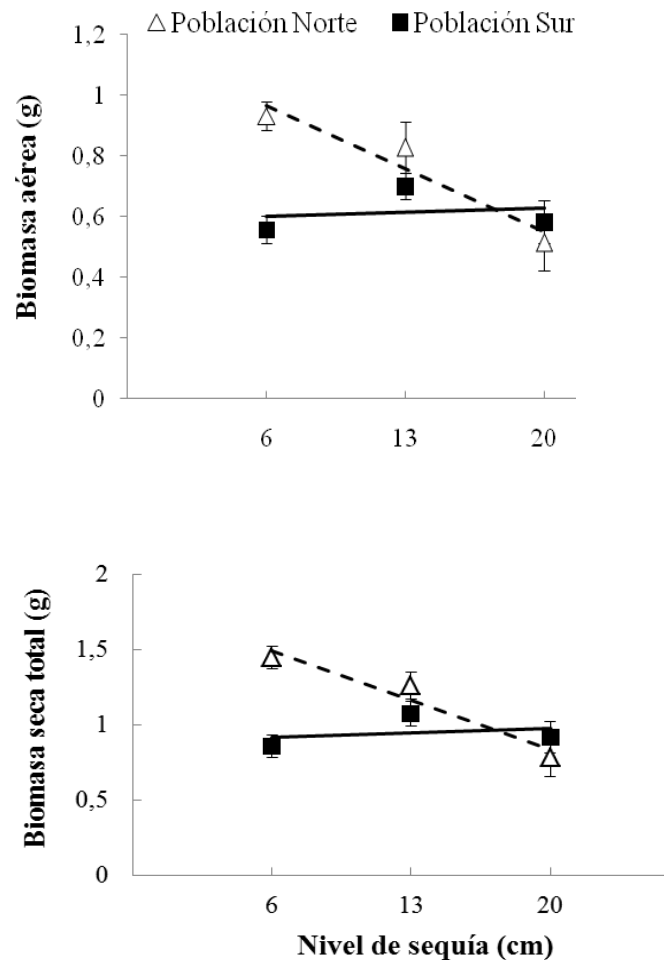 △ Población Norte ■ Población Sur
Biomasa aérea (g)
1,2
1
0,8
0,6
0,4
0,2
0
6 13 20
Biomasa seca total (g)
2
1,5
1
0,5
0
6 13 20
Nivel de sequía (cm)